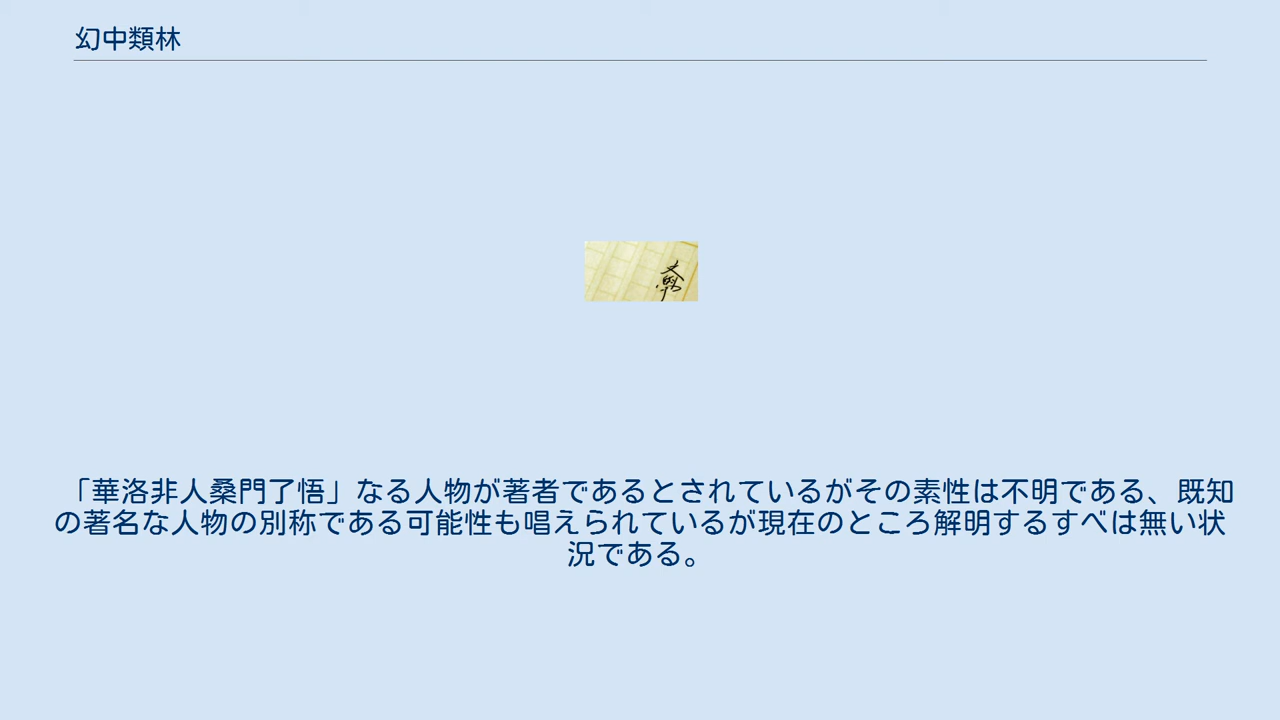 幻中類林
「華洛非人桑門了悟」なる人物が著者であるとされているがその素性は不明である、既知
の著名な人物の別称である可能性も唱えられているが現在のところ解明するすべは無い状
況である。